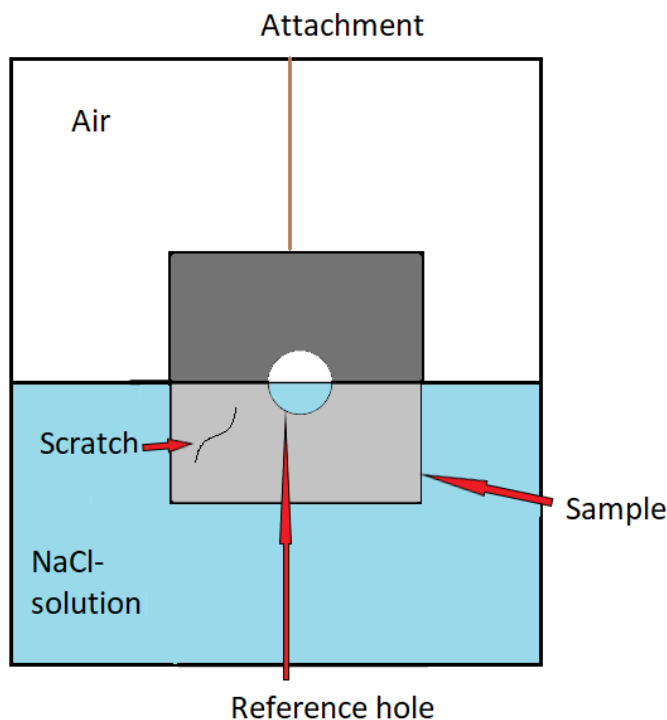 Attachment
Air
Scratch
Sample
NaCl-
solution
Reference hole